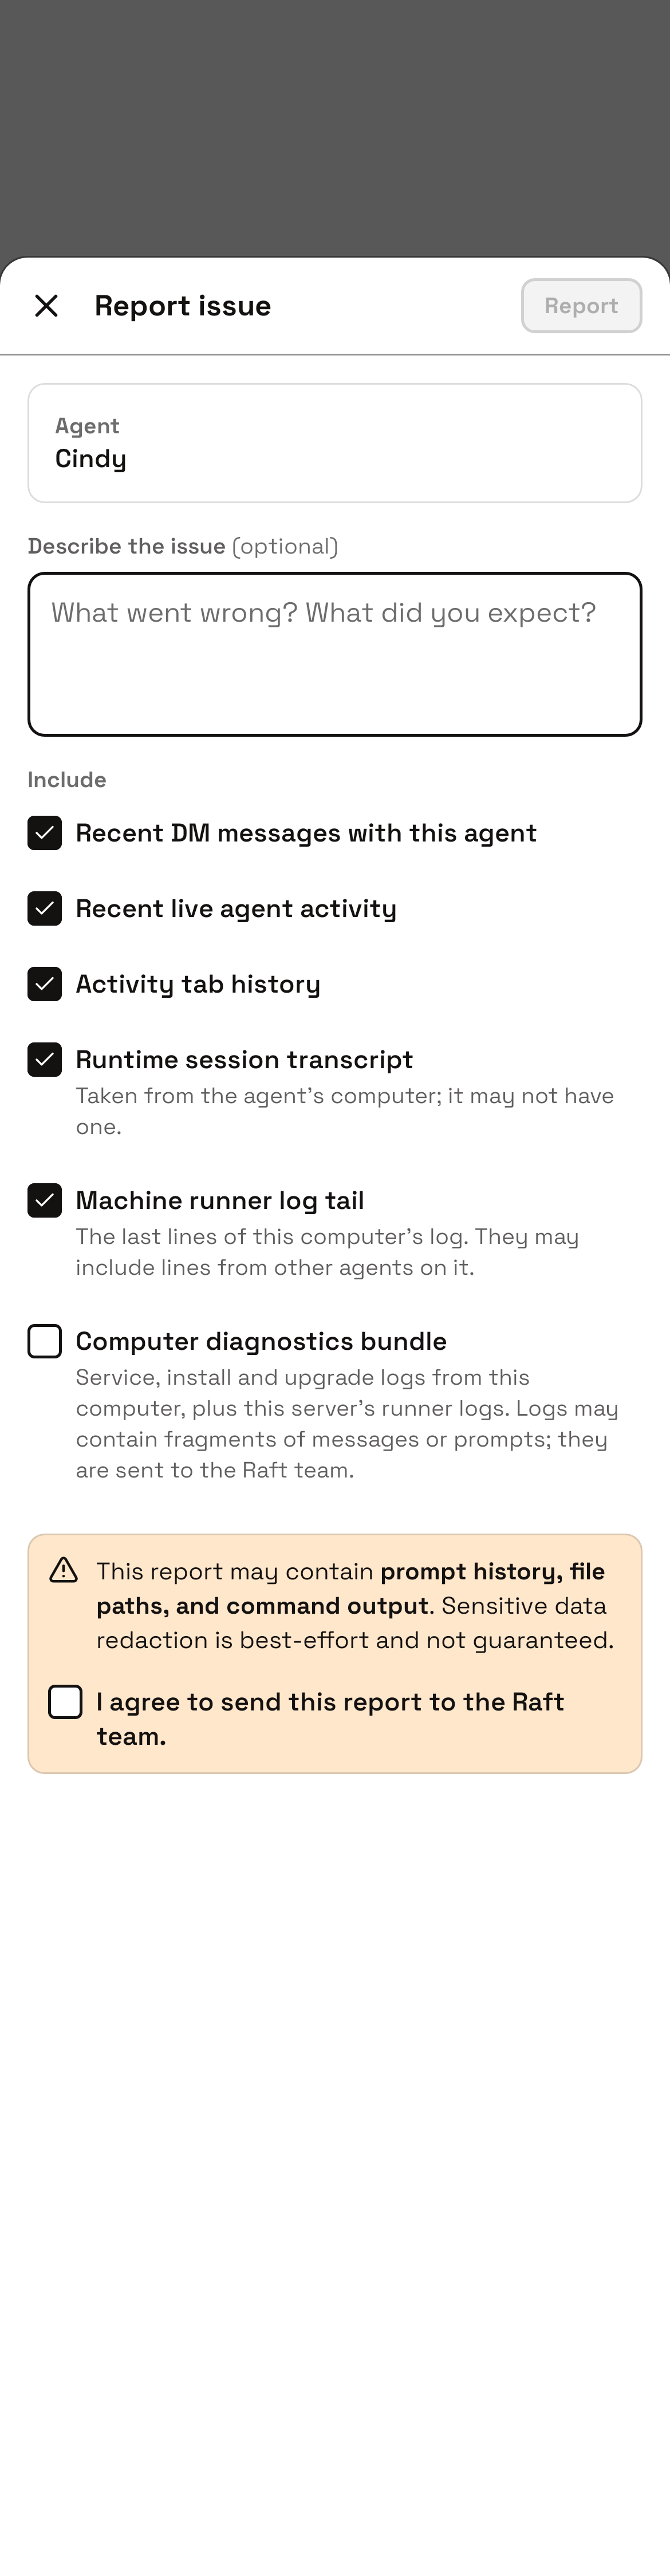 Report issue
Report
Agent
Cindy
Describe the issue (optional)
What went wrong? What did you expect?
Include
Recent DM messages with this agent
Recent live agent activity
Activity tab history
Runtime session transcript
Taken from the agent's computer; it may not have
one.
Machine runner log tail
The last lines of this computer's log. They may
include lines from other agents on it.
Computer diagnostics bundle
Service, install and upgrade logs from this
computer, plus this server's runner logs. Logs may
contain fragments of messages or prompts; they
are sent to the Raft team.
This report may contain prompt history, file
paths, and command output. Sensitive data
redaction is best-effort and not guaranteed.
I agree to send this report to the Raft
team.